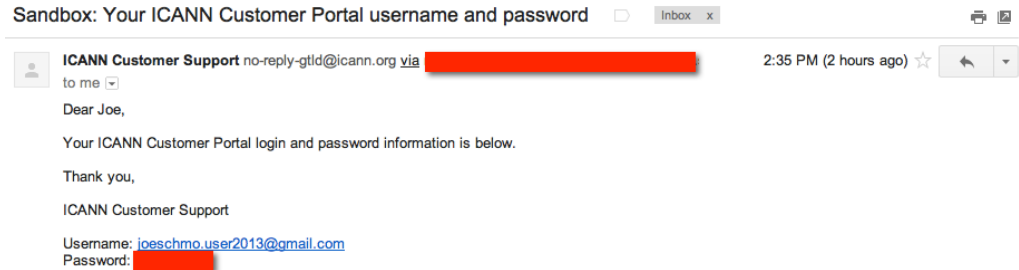 Sandbox: Your ICANN Customer Portal username and password Inbox x
ICANN Customer Support no-reply-gtld@icann.org via 2:35 PM (2 hours ago)
to me
Dear Joe,
Your ICANN Customer Portal login and password information is below.
Thank you,
ICANN Customer Support
Username: joeschmo.user2013@gmail.com
Password: